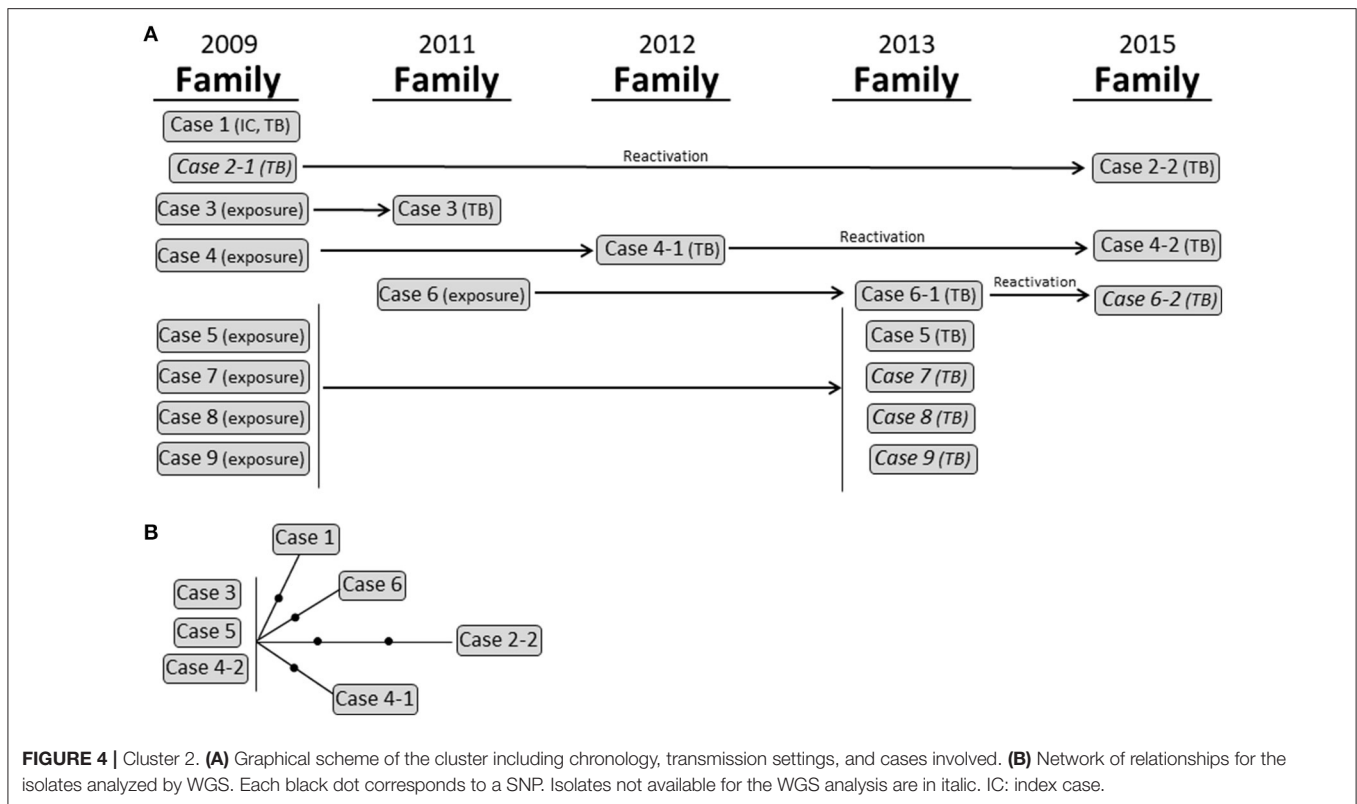 A
2009 2011 2012 2013 2015
Family Family Family Family Family
Case 1 (IC, TB)
Case 2-1 (TB) Reactivation Case 2-2 (TB)
Case 3 (exposure) Case 3 (TB)
Case 4 (exposure) Case 4-1 (TB) Reactivation Case 4-2 (TB)
Case 6 (exposure) Case 6-1 (TB) Reactivation Case 6-2 (TB)
Case 5 (exposure) Case 5 (TB)
Case 7 (exposure) Case 7 (TB)
Case 8 (exposure) Case 8 (TB)
Case 9 (exposure) Case 9 (TB)
B
Case 1
Case 3 Case 6
Case 5 Case 2-2
Case 4-2
Case 4-1
FIGURE 4 | Cluster 2. (A) Graphical scheme of the cluster including chronology, transmission settings, and cases involved. (B) Network of relationships for the
isolates analyzed by WGS. Each black dot corresponds to a SNP. Isolates not available for the WGS analysis are in italic. IC: index case.